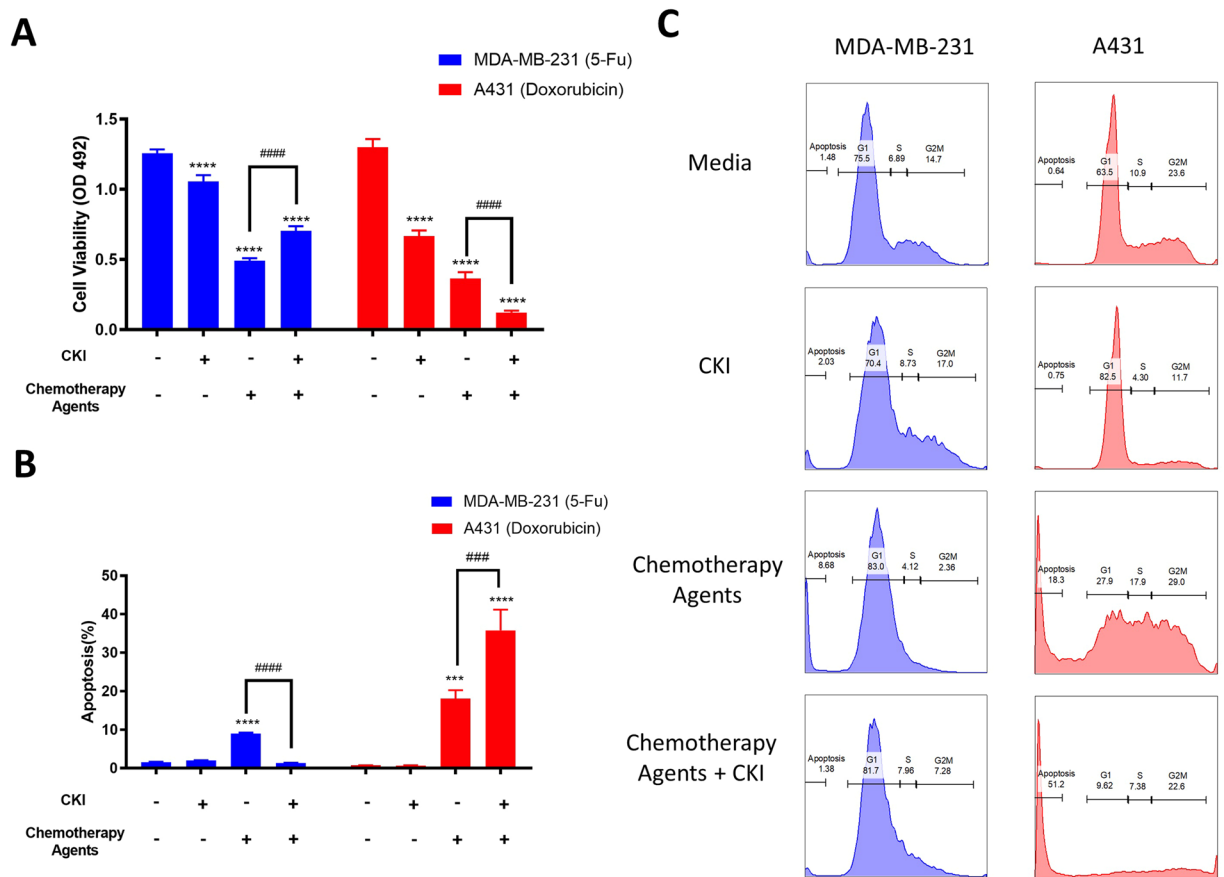 A
MDA-MB-231 (5-Fu)
A431 (Doxorubicin)
Cell Viability (OD 492)
1.5
1.0
0.5
0.0
**** **** #### **** **** **** #### ****
CKI - + - + - + - +
Chemotherapy
Agents
- - + + - - + +
B
MDA-MB-231 (5-Fu)
A431 (Doxorubicin)
Apoptosis(%)
50
40
30
20
10
0
**** #### *** ### ****
CKI - + - + - + - +
Chemotherapy
Agents
- - + + - - + +
C
MDA-MB-231 A431
Media
Apoptosis G1 S G2M
1.48 75.5 6.89 14.7
Apoptosis G1 S G2M
0.64 63.5 10.9 23.6
CKI
Apoptosis G1 S G2M
2.03 70.4 8.73 17.0
Apoptosis G1 S G2M
0.75 82.5 4.30 11.7
Chemotherapy
Agents
Apoptosis G1 S G2M
8.68 83.0 4.12 2.36
Apoptosis G1 S G2M
18.3 27.9 17.9 29.0
Chemotherapy
Agents + CKI
Apoptosis G1 S G2M
1.38 81.7 7.96 7.28
Apoptosis G1 S G2M
51.2 9.62 7.38 22.6